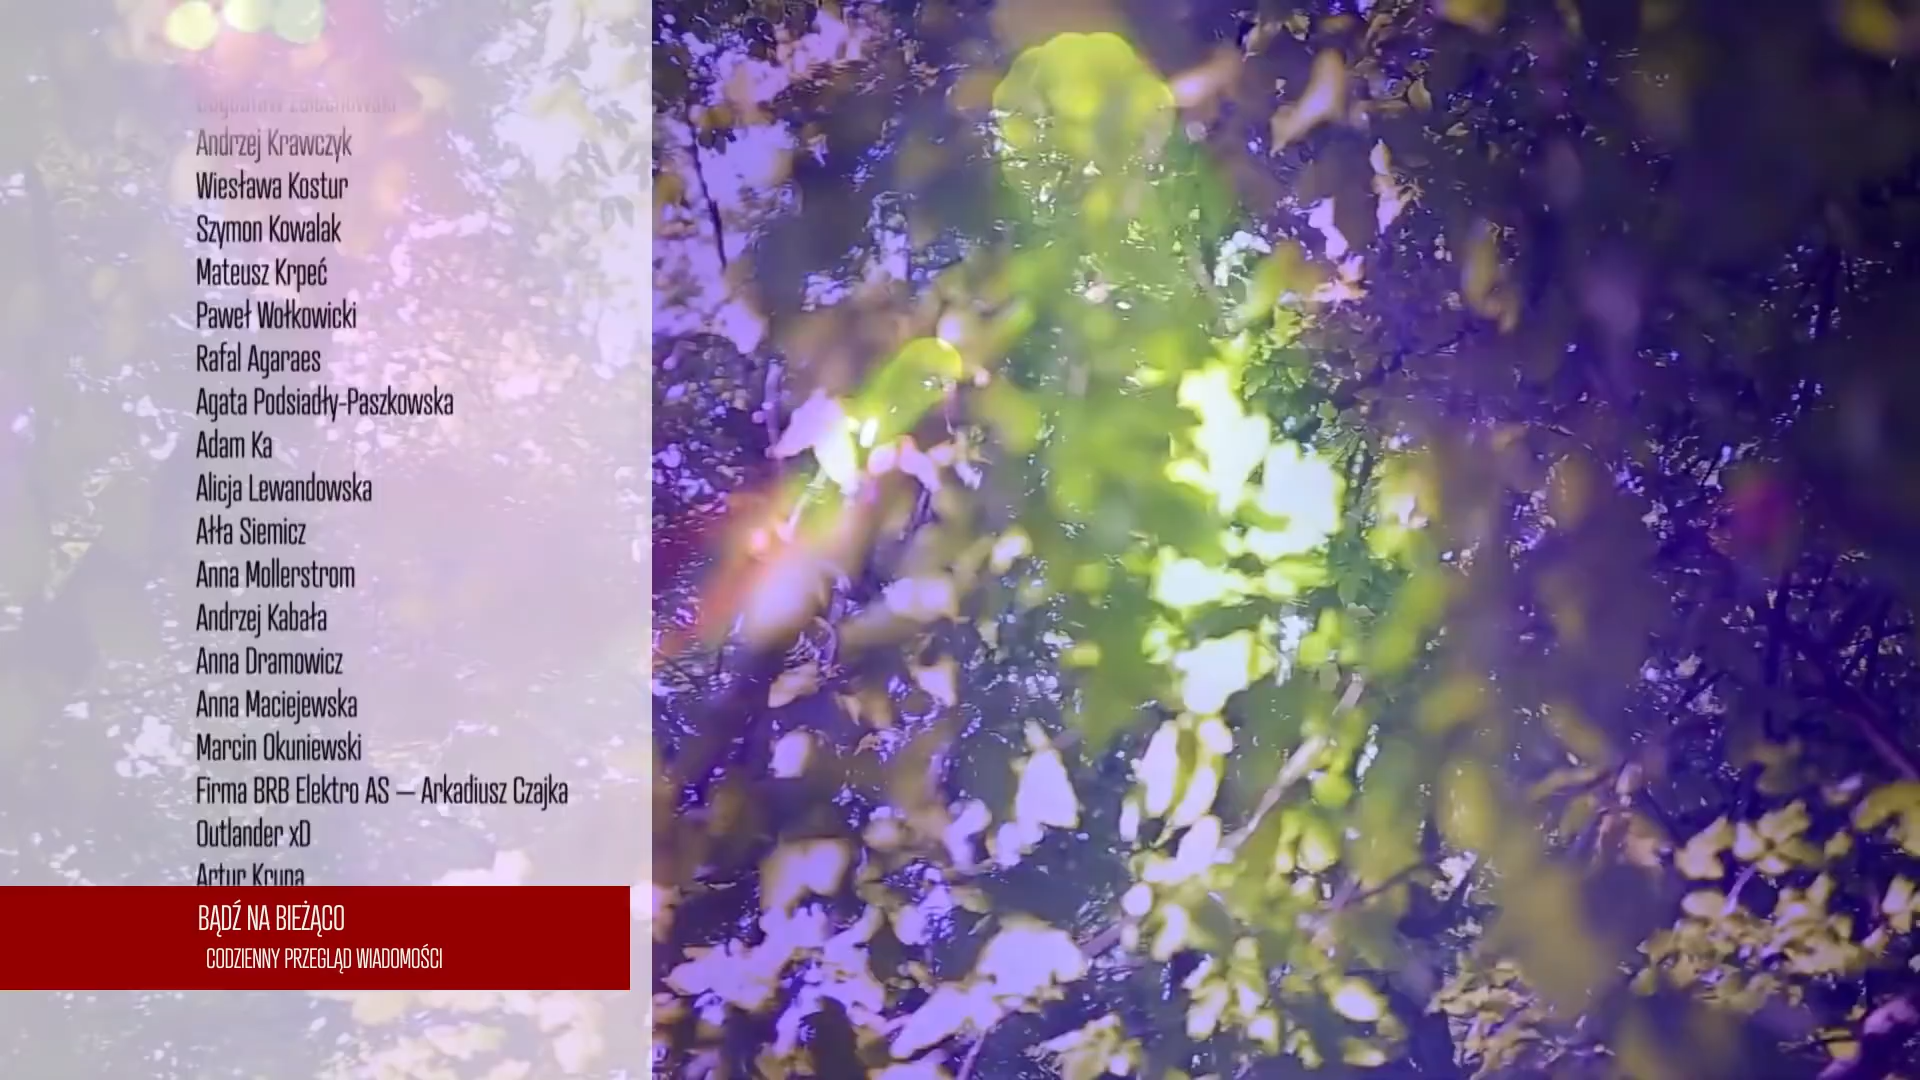 Andrzej Krawczyk
Wiesława Kostur
Szymon Kowalak
Mateusz Krpeć
Paweł Wołkowicki
Rafal Agaraes
Agata Podsiadły-Paszkowska
Adam Ka
Alicja Lewandowska
Ałła Siemicz
Anna Mollerstrom
Andrzej Kabała
Anna Dramowicz
Anna Maciejewska
Marcin Okuniewski
Firma BRB Elektro AS – Arkadiusz Czajka
Outlander xD
Artur Krupa
BĄDŹ NA BIEŻĄCO
CODZIENNY PRZEGLĄD WIADOMOŚCI